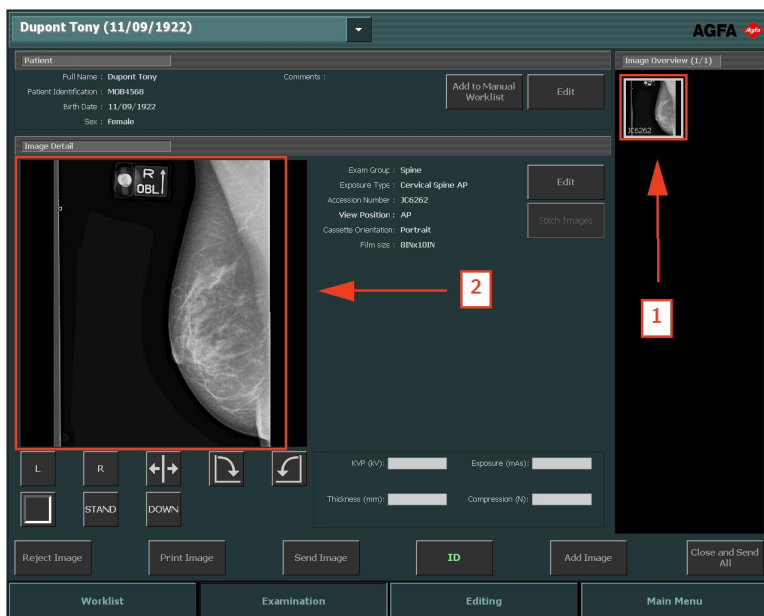 Dupont Tony (11/09/1922)
AGFA
Agfa
Patient
Full Name : Dupont Tony
Patient Identification : MOB4568
Birth Date : 11/09/1922
Sex : Female
Comments :
Add to Manual
Worklist
Edit
Image Overview (1/1)
JC6262
1
Image Detail
R
OBL
Exam Group : Spine
Exposure Type : Cervical Spine AP
Accession Number : JC6262
View Position : AP
Cassette Orientation: Portrait
Film size : 8INx10IN
Edit
Stitch Images
2
L
R
STAND
DOWN
KVP (kV):
Exposure (mAs):
Thickness (mm):
Compression (N):
Reject Image
Print Image
Send Image
ID
Add Image
Close and Send
All
Worklist
Examination
Editing
Main Menu